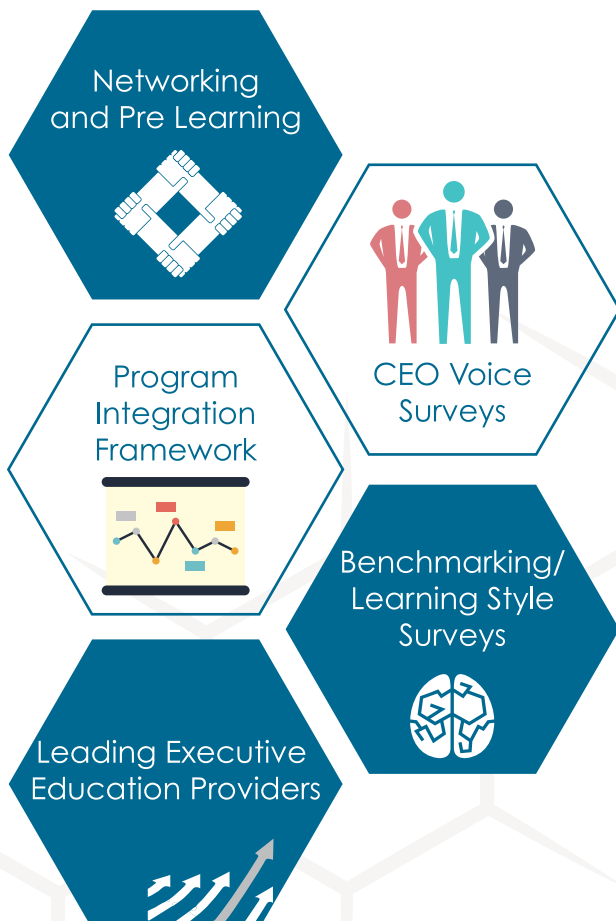 Networking
and Pre Learning
CEO Voice
Surveys
Program
Integration
Framework
Benchmarking/
Learning Style
Surveys
Leading Executive
Education Providers